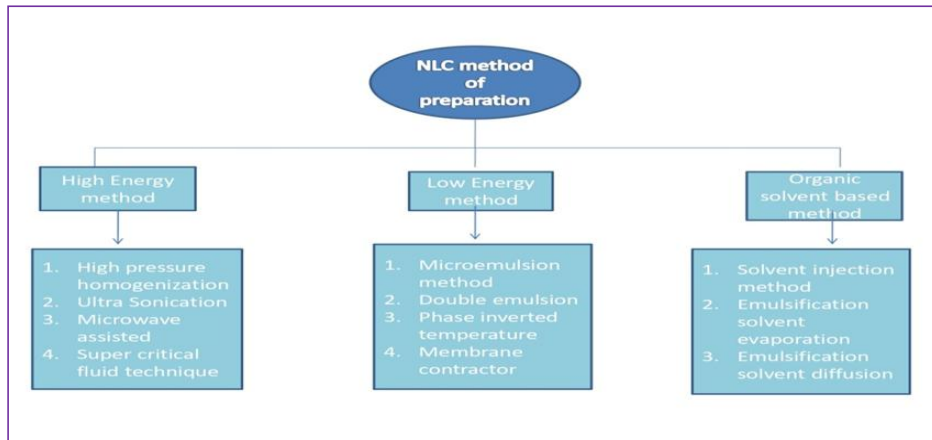 NLC method
of
preparation
High Energy
method
Low Energy
method
Organic
solvent based
method
1. High pressure
homogenization
2. Ultra Sonication
3. Microwave
assisted
4. Super critical
fluid technique
1. Microemulsion
method
2. Double emulsion
3. Phase inverted
temperature
4. Membrane
contractor
1. Solvent injection
method
2. Emulsification
solvent
evaporation
3. Emulsification
solvent diffusion